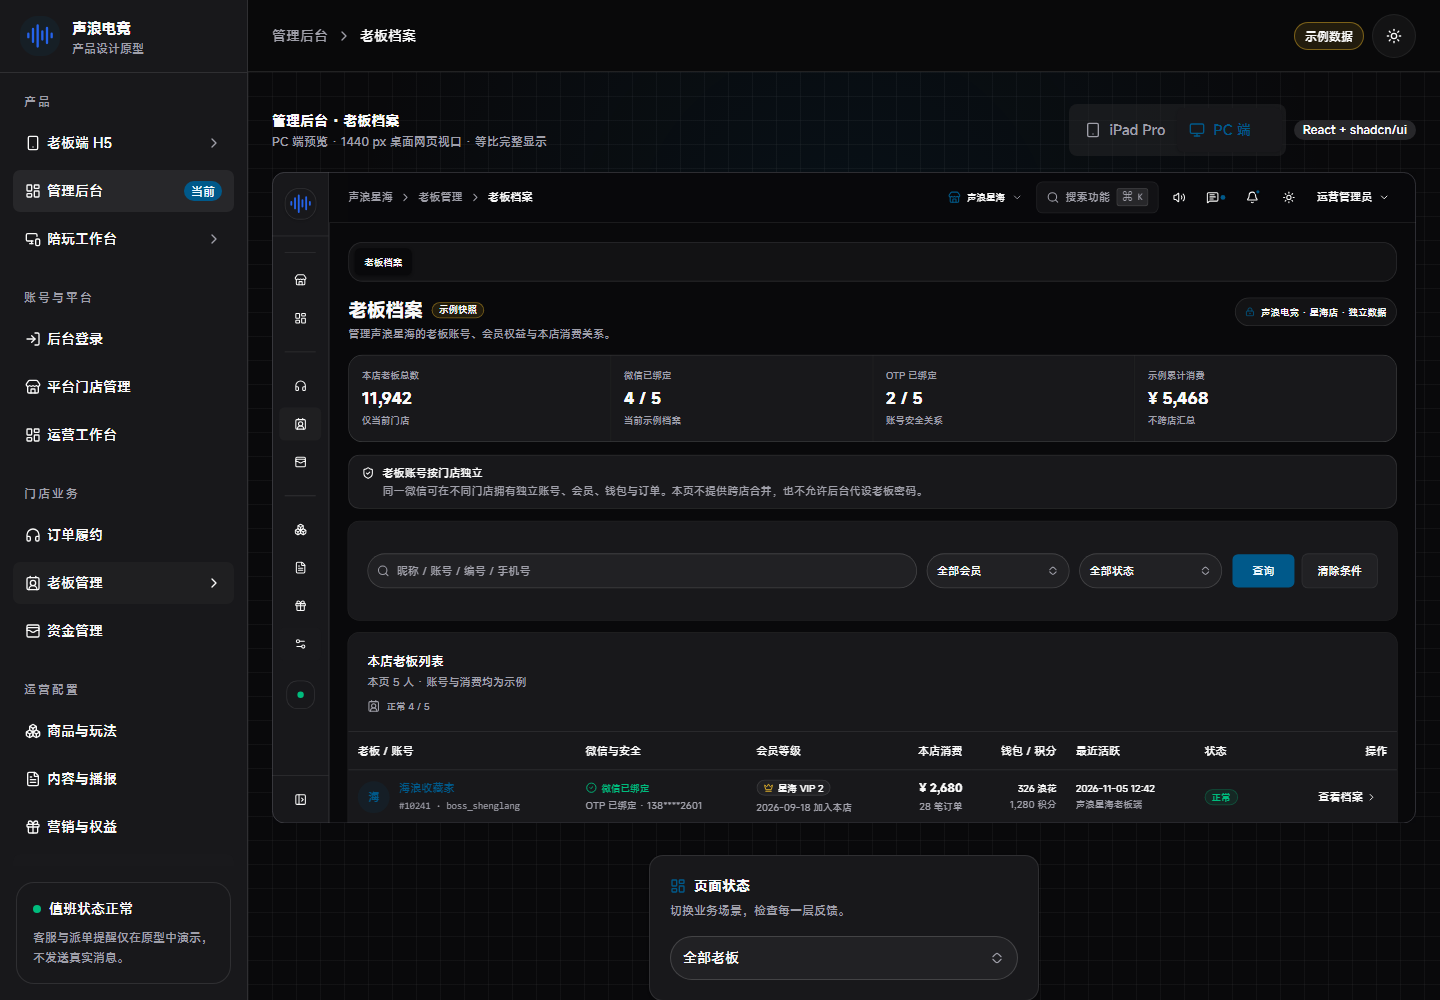 声浪电竞
产品设计原型
产品
老板端 H5
管理后台
当前
陪玩工作台
账号与平台
后台登录
平台门店管理
运营工作台
门店业务
订单履约
老板管理
资金管理
运营配置
商品与玩法
内容与播报
营销与权益
值班状态正常
客服与派单提醒仅在原型中演示，
不发送真实消息。
管理后台 > 老板档案
示例数据
管理后台 · 老板档案
PC 端预览 · 1440 px 桌面网页视口 · 等比完整显示
iPad Pro
PC 端
React + shadcn/ui
声浪星海 > 老板管理 > 老板档案
声浪星海
搜索功能
⌘ K
运营管理员
老板档案
老板档案
示例快照
管理声浪星海的老板账号、会员权益与本店消费关系。
声浪电竞 · 星海店 · 独立数据
本店老板总数
11,942
仅当前门店
微信已绑定
4 / 5
当前示例档案
OTP 已绑定
2 / 5
账号安全关系
示例累计消费
¥ 5,468
不跨店汇总
老板账号按门店独立
同一微信可在不同门店拥有独立账号、会员、钱包与订单。本页不提供跨店合并，也不允许后台代设老板密码。
昵称 / 账号 / 编号 / 手机号
全部会员
全部状态
查询
清除条件
本店老板列表
本页 5 人 · 账号与消费均为示例
正常 4 / 5
老板 / 账号
微信与安全
会员等级
本店消费
钱包 / 积分
最近活跃
状态
操作
海
海浪收藏家
#10241 · boss_shenglang
微信已绑定
OTP 已绑定 · 138****2601
星海 VIP 2
2026-09-18 加入本店
¥ 2,680
28 笔订单
326 浪花
1,280 积分
2026-11-05 12:42
声浪星海老板端
正常
查看档案
页面状态
切换业务场景，检查每一层反馈。
全部老板